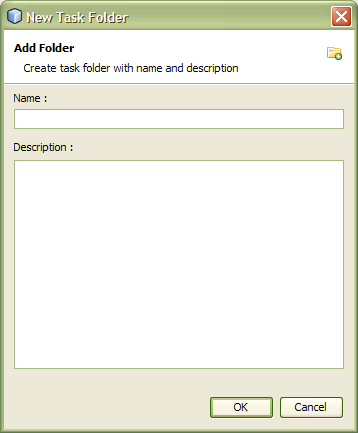 New Task Folder
Add Folder
Create task folder with name and description
Name :
Description :
OK
Cancel